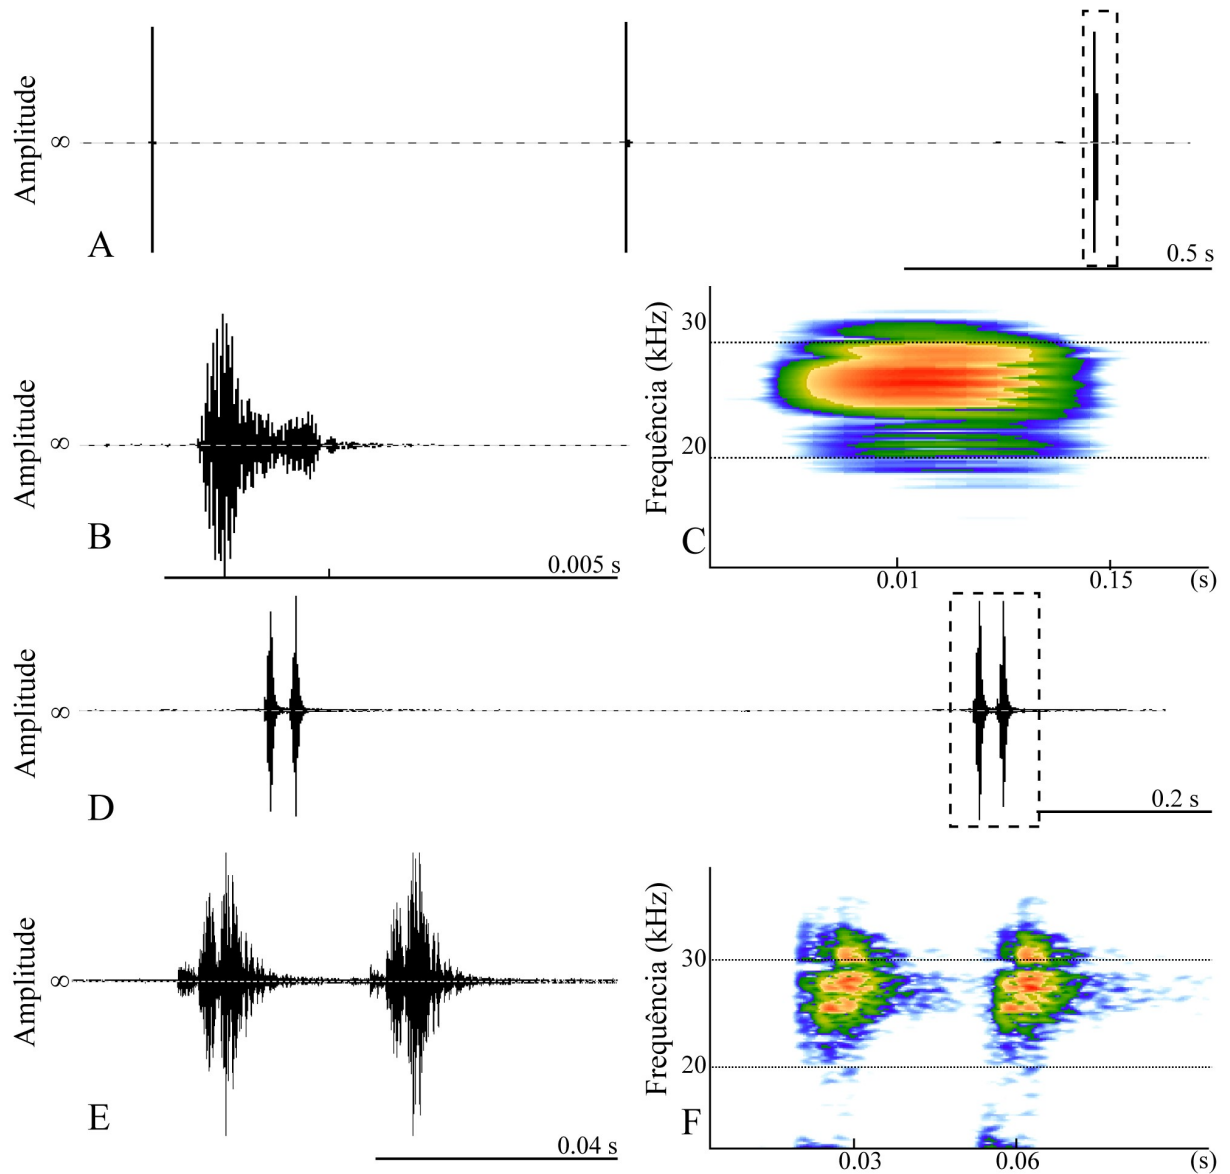 Amplitude ∞
A
0.5 s
Amplitude ∞
B
0.005 s
Frequência (kHz)
30
20
C
0.01 0.15 (s)
Amplitude ∞
D
0.2 s
Amplitude ∞
E
0.04 s
Frequência (kHz)
30
20
F
0.03 0.06 (s)